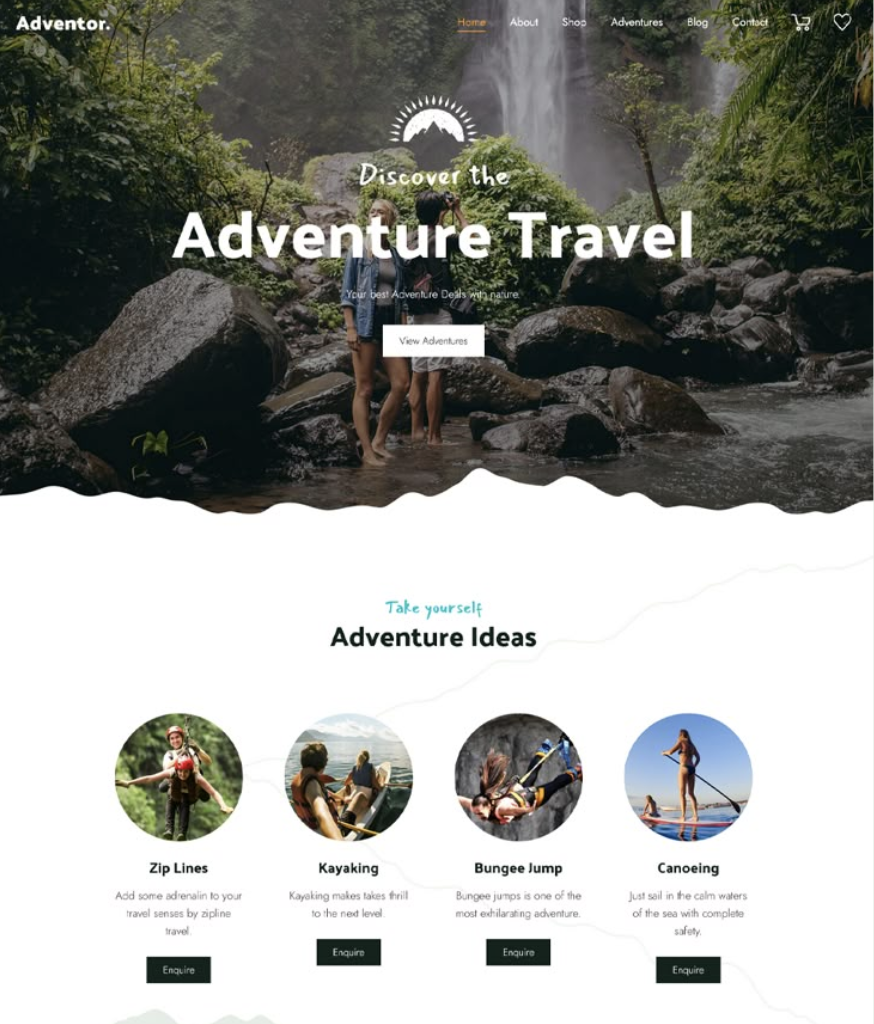 Adventor.
Home About Shop Adventures Blog Contact
Discover the
Adventure Travel
Your best Adventure Deals with nature.
View Adventures
Take yourself
Adventure Ideas
Zip Lines
Add some adrenalin to your
travel senses by zipline
travel.
Enquire
Kayaking
Kayaking makes takes thrill
to the next level.
Enquire
Bungee Jump
Bungee jumps is one of the
most exhilarating adventure.
Enquire
Canoeing
Just sail in the calm waters
of the sea with complete
safety.
Enquire